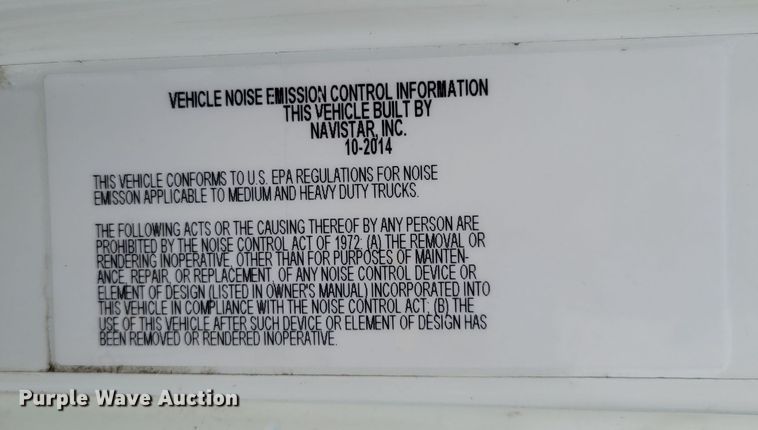 VEHICLE NOISE EMISSION CONTROL INFORMATION
THIS VEHICLE BUILT BY
NAVISTAR, INC.
10-2014
THIS VEHICLE CONFORMS TO U.S. EPA REGULATIONS FOR NOISE
EMISSON APPLICABLE TO MEDIUM AND HEAVY DUTY TRUCKS.
THE FOLLOWING ACTS OR THE CAUSING THEREOF BY ANY PERSON ARE
PROHIBITED BY THE NOISE CONTROL ACT OF 1972: (A) THE REMOVAL OR
RENDERING INOPERATIVE, OTHER THAN FOR PURPOSES OF MAINTEN-
ANCE, REPAIR, OR REPLACEMENT, OF ANY NOISE CONTROL DEVICE OR
ELEMENT OF DESIGN (LISTED IN OWNER'S MANUAL) INCORPORATED INTO
THIS VEHICLE IN COMPLIANCE WITH THE NOISE CONTROL ACT; (B) THE
USE OF THIS VEHICLE AFTER SUCH DEVICE OR ELEMENT OF DESIGN HAS
BEEN REMOVED OR RENDERED INOPERATIVE.
Purple Wave Auction